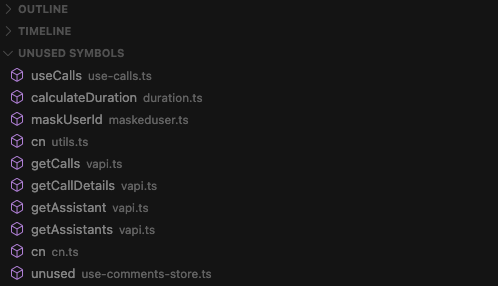 OUTLINE
TIMELINE
UNUSED SYMBOLS
useCalls use-calls.ts
calculateDuration duration.ts
maskUserId maskeduser.ts
cn utils.ts
getCalls vapi.ts
getCallDetails vapi.ts
getAssistant vapi.ts
getAssistants vapi.ts
cn cn.ts
unused use-comments-store.ts